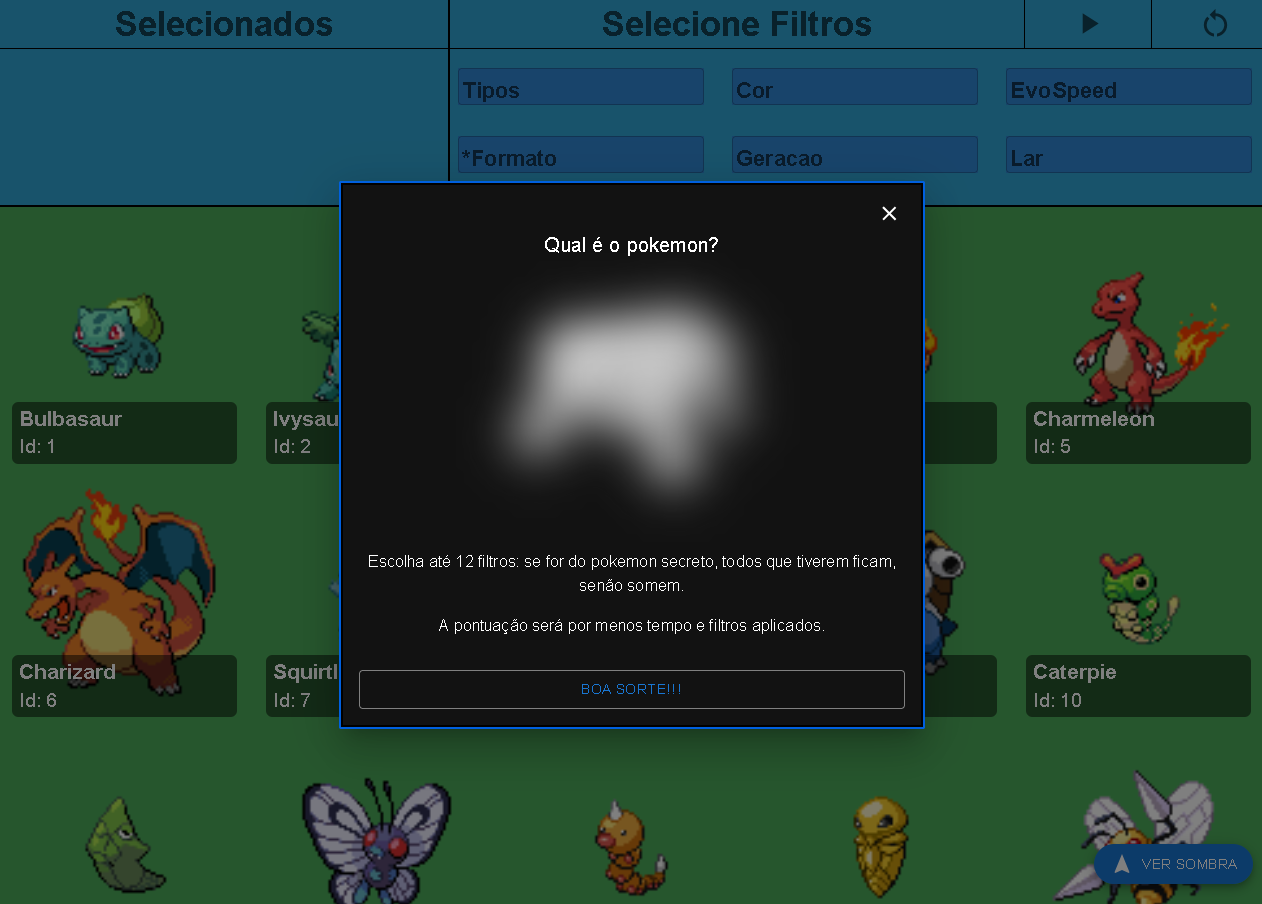 Selecionados
Selecione Filtros
Tipos
Cor
EvoSpeed
*Formato
Geracao
Lar
Qual é o pokemon?
Escolha até 12 filtros: se for do pokemon secreto, todos que tiverem ficam,
senão somem.
A pontuação será por menos tempo e filtros aplicados.
BOA SORTE!!!
Bulbasaur
Id: 1
Ivysau
Id: 2
Charmeleon
Id: 5
Charizard
Id: 6
Squirtl
Id: 7
Caterpie
Id: 10
VER SOMBRA